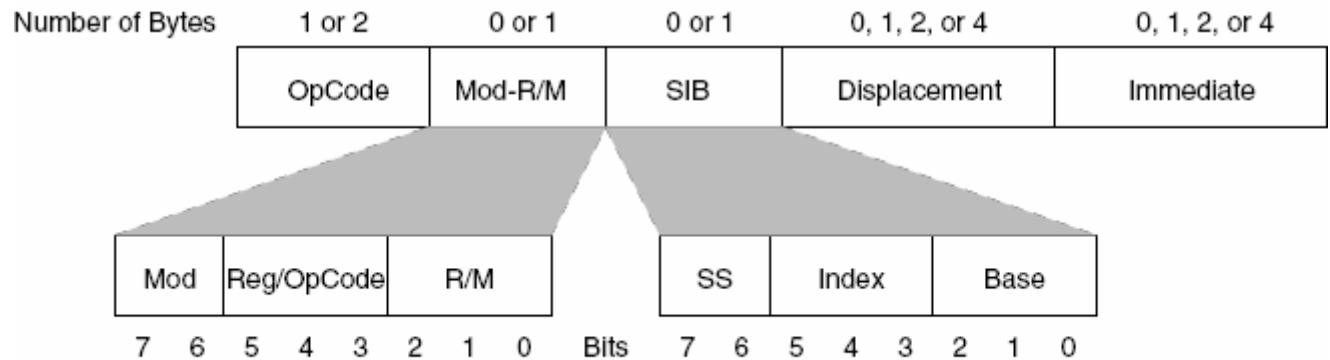 Number of Bytes 1 or 2 0 or 1 0 or 1 0, 1, 2, or 4 0, 1, 2, or 4
OpCode Mod-R/M SIB Displacement Immediate
Mod Reg/OpCode R/M SS Index Base
7 6 5 4 3 2 1 0 Bits 7 6 5 4 3 2 1 0